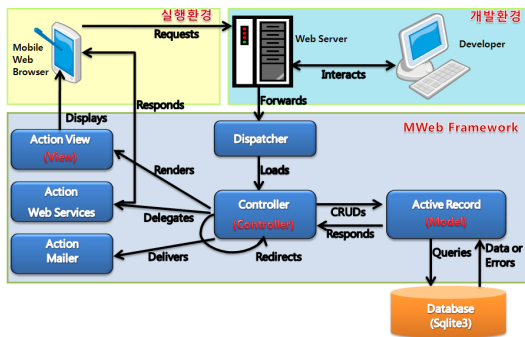 실행환경
개발환경
Requests
Mobile
Web
Browser
Web Server
Developer
Interacts
Responds
Forwards
Displays
MWeb Framework
Action View
(View)
Dispatcher
Renders
Loads
Action
Web Services
Delegates
Controller
(Controller)
CRUDs
Responds
Active Record
(Model)
Action
Mailer
Delivers
Redirects
Queries
Data or
Errors
Database
(Sqlite3)